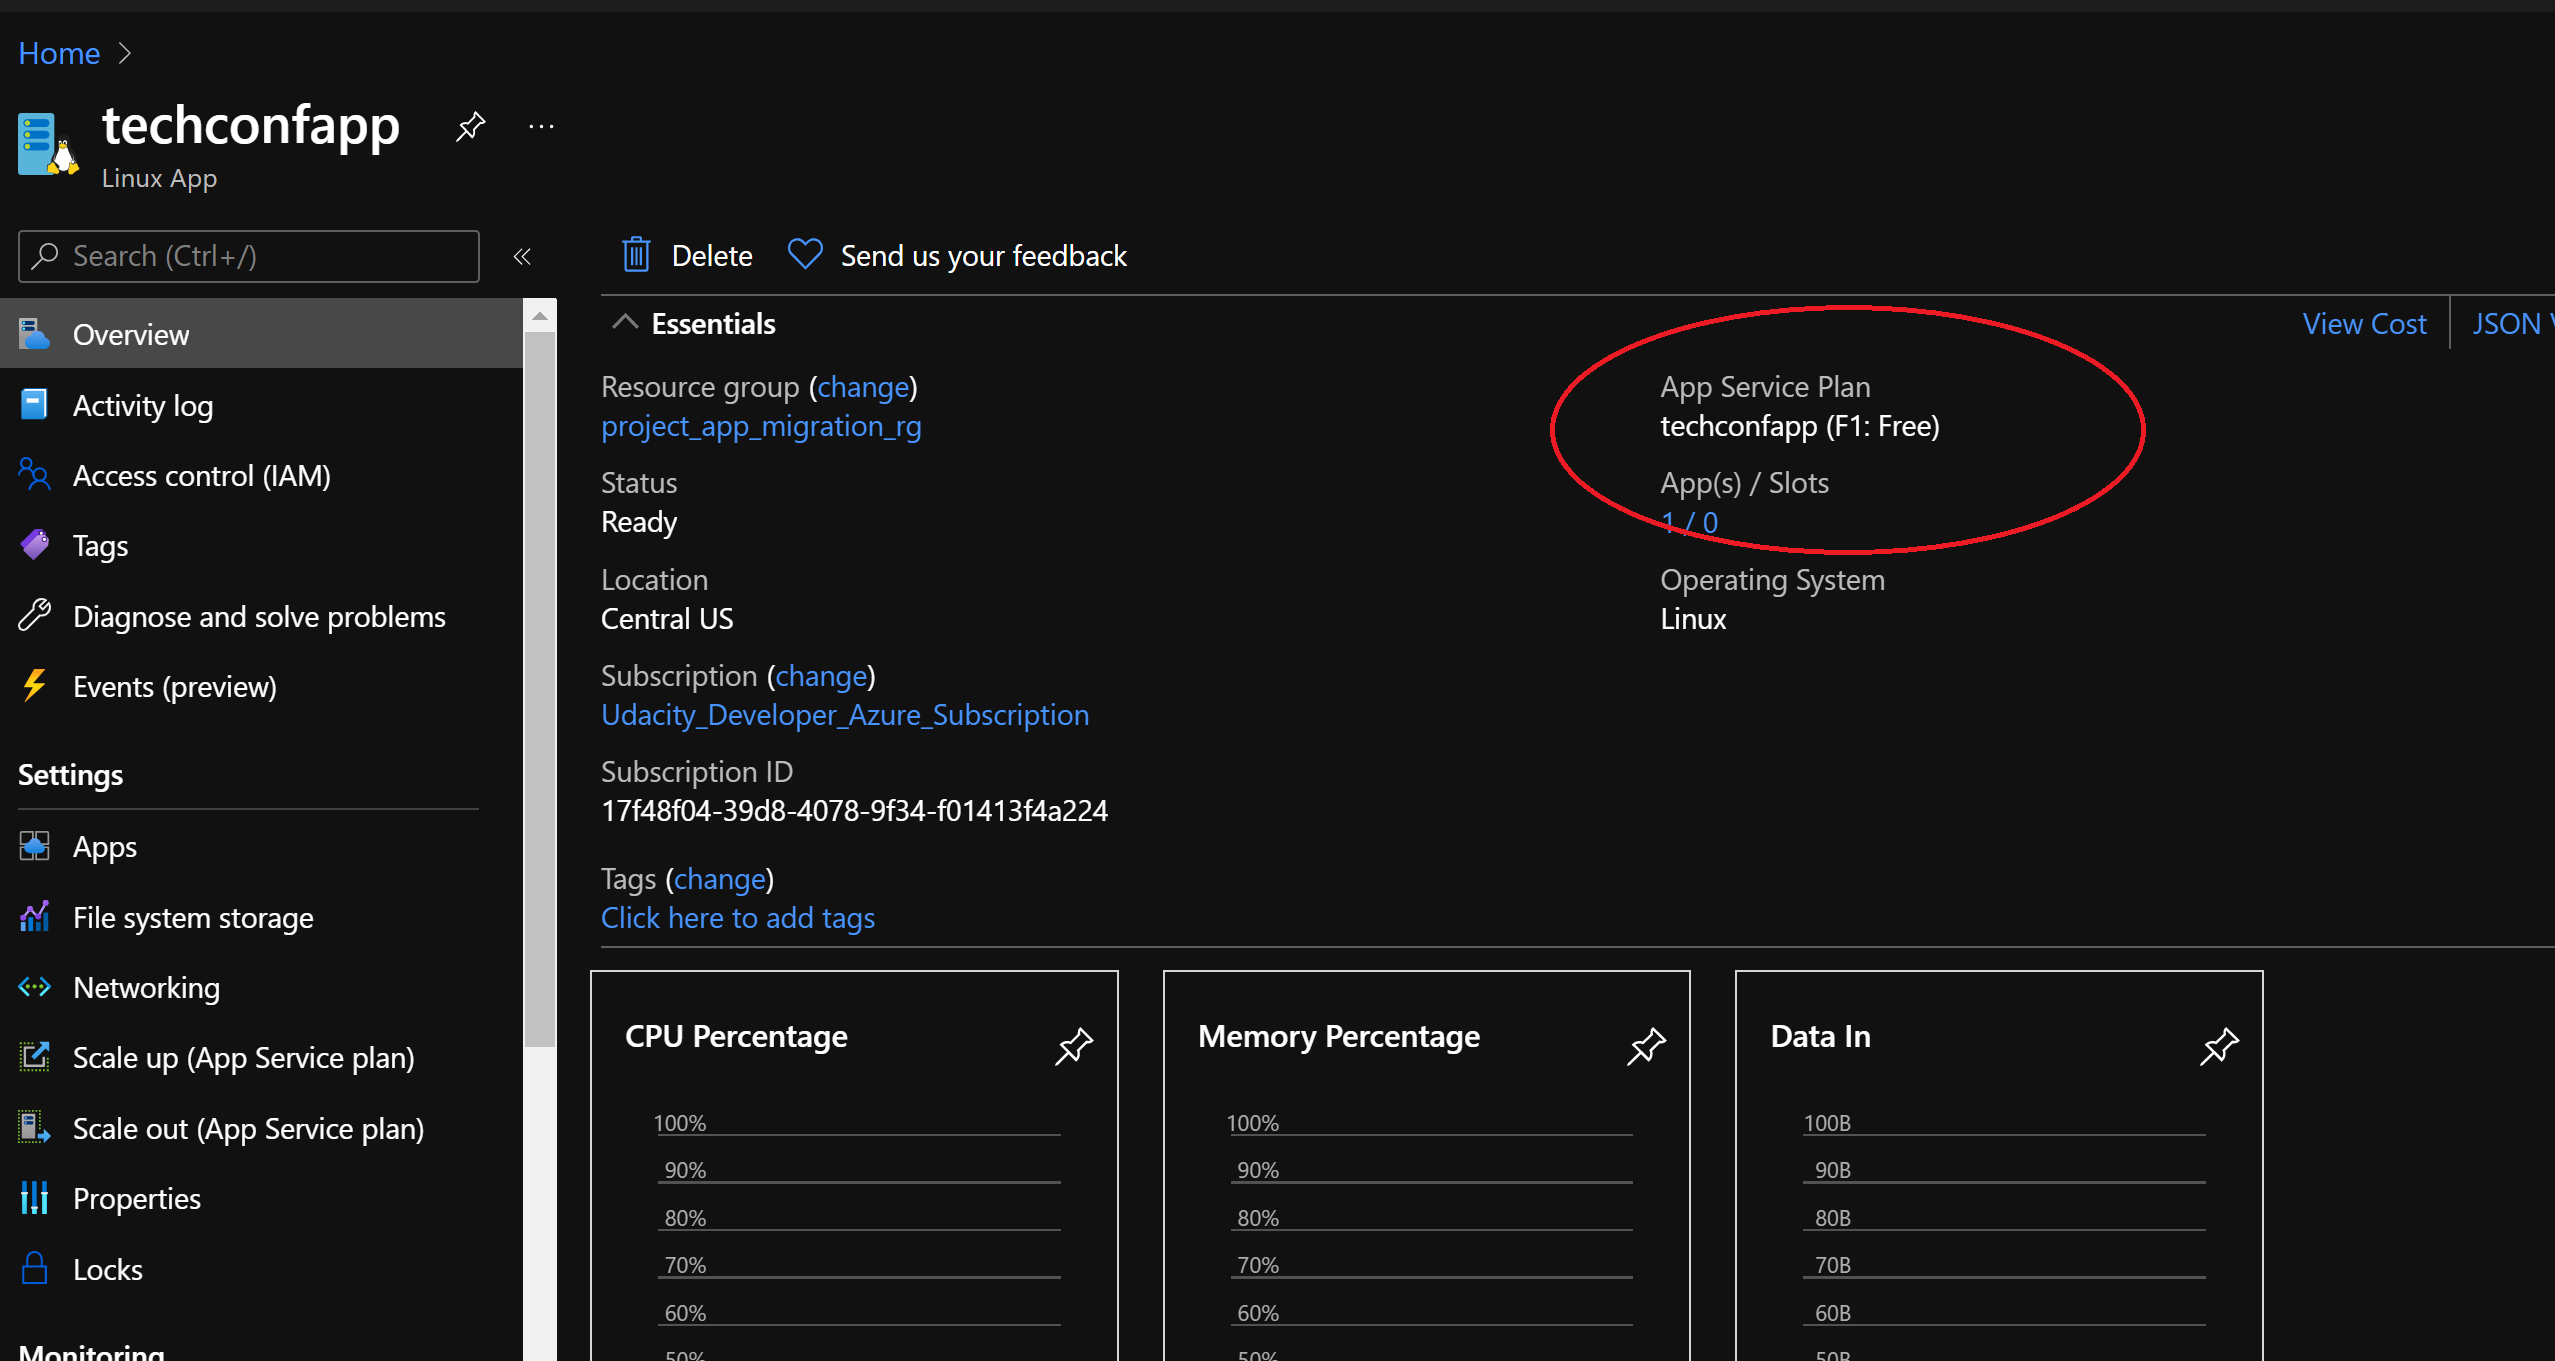 Home
techconfapp
Linux App
Search (Ctrl+/)
Delete
Send us your feedback
Overview
Activity log
Access control (IAM)
Tags
Diagnose and solve problems
Events (preview)
Settings
Apps
File system storage
Networking
Scale up (App Service plan)
Scale out (App Service plan)
Properties
Locks
Monitoring
Essentials
View Cost
JSON
Resource group (change)
project_app_migration_rg
Status
Ready
Location
Central US
Subscription (change)
Udacity_Developer_Azure_Subscription
Subscription ID
17f48f04-39d8-4078-9f34-f01413f4a224
Tags (change)
Click here to add tags
App Service Plan
techconfapp (F1: Free)
App(s) / Slots
1 / 0
Operating System
Linux
CPU Percentage
100%
90%
80%
70%
60%
50%
Memory Percentage
100%
90%
80%
70%
60%
50%
Data In
100B
90B
80B
70B
60B
50B